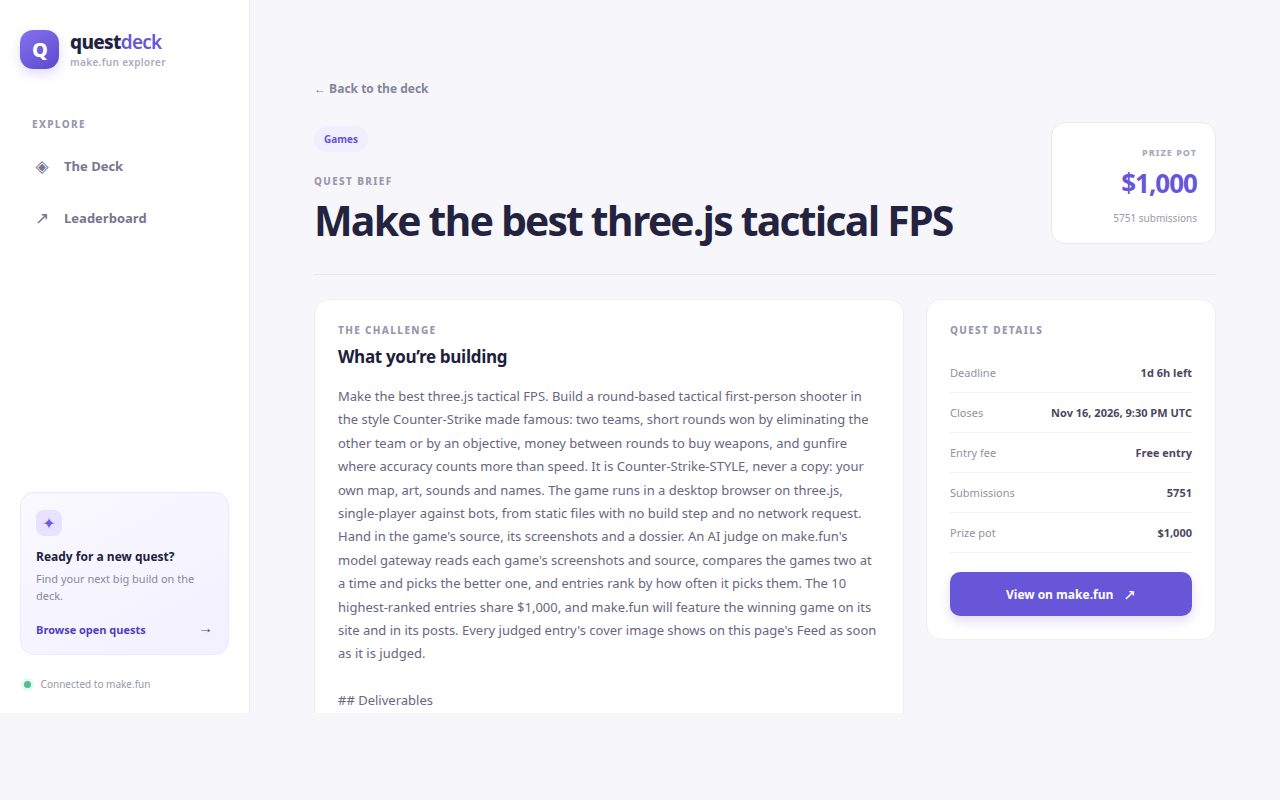 Q
questdeck
make.fun explorer
EXPLORE
◈ The Deck
↗ Leaderboard
✦
Ready for a new quest?
Find your next big build on the
deck.
Browse open quests →
Connected to make.fun
← Back to the deck
Games
QUEST BRIEF
Make the best three.js tactical FPS
PRIZE POT
$1,000
5751 submissions
THE CHALLENGE
What you’re building
Make the best three.js tactical FPS. Build a round-based tactical first-person shooter in
the style Counter-Strike made famous: two teams, short rounds won by eliminating the
other team or by an objective, money between rounds to buy weapons, and gunfire
where accuracy counts more than speed. It is Counter-Strike-STYLE, never a copy: your
own map, art, sounds and names. The game runs in a desktop browser on three.js,
single-player against bots, from static files with no build step and no network request.
Hand in the game's source, its screenshots and a dossier. An AI judge on make.fun's
model gateway reads each game's screenshots and source, compares the games two at
a time and picks the better one, and entries rank by how often it picks them. The 10
highest-ranked entries share $1,000, and make.fun will feature the winning game on its
site and in its posts. Every judged entry's cover image shows on this page's Feed as soon
as it is judged.
## Deliverables
QUEST DETAILS
Deadline 1d 6h left
Closes Nov 16, 2026, 9:30 PM UTC
Entry fee Free entry
Submissions 5751
Prize pot $1,000
View on make.fun ↗